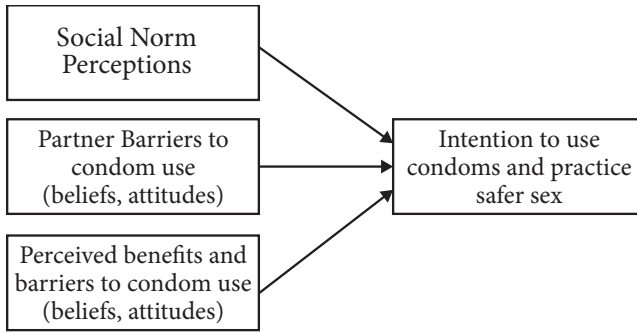 Social Norm
Perceptions
Partner Barriers to
condom use
(beliefs, attitudes)
Perceived benefits and
barriers to condom use
(beliefs, attitudes)
Intention to use
condoms and practice
safer sex